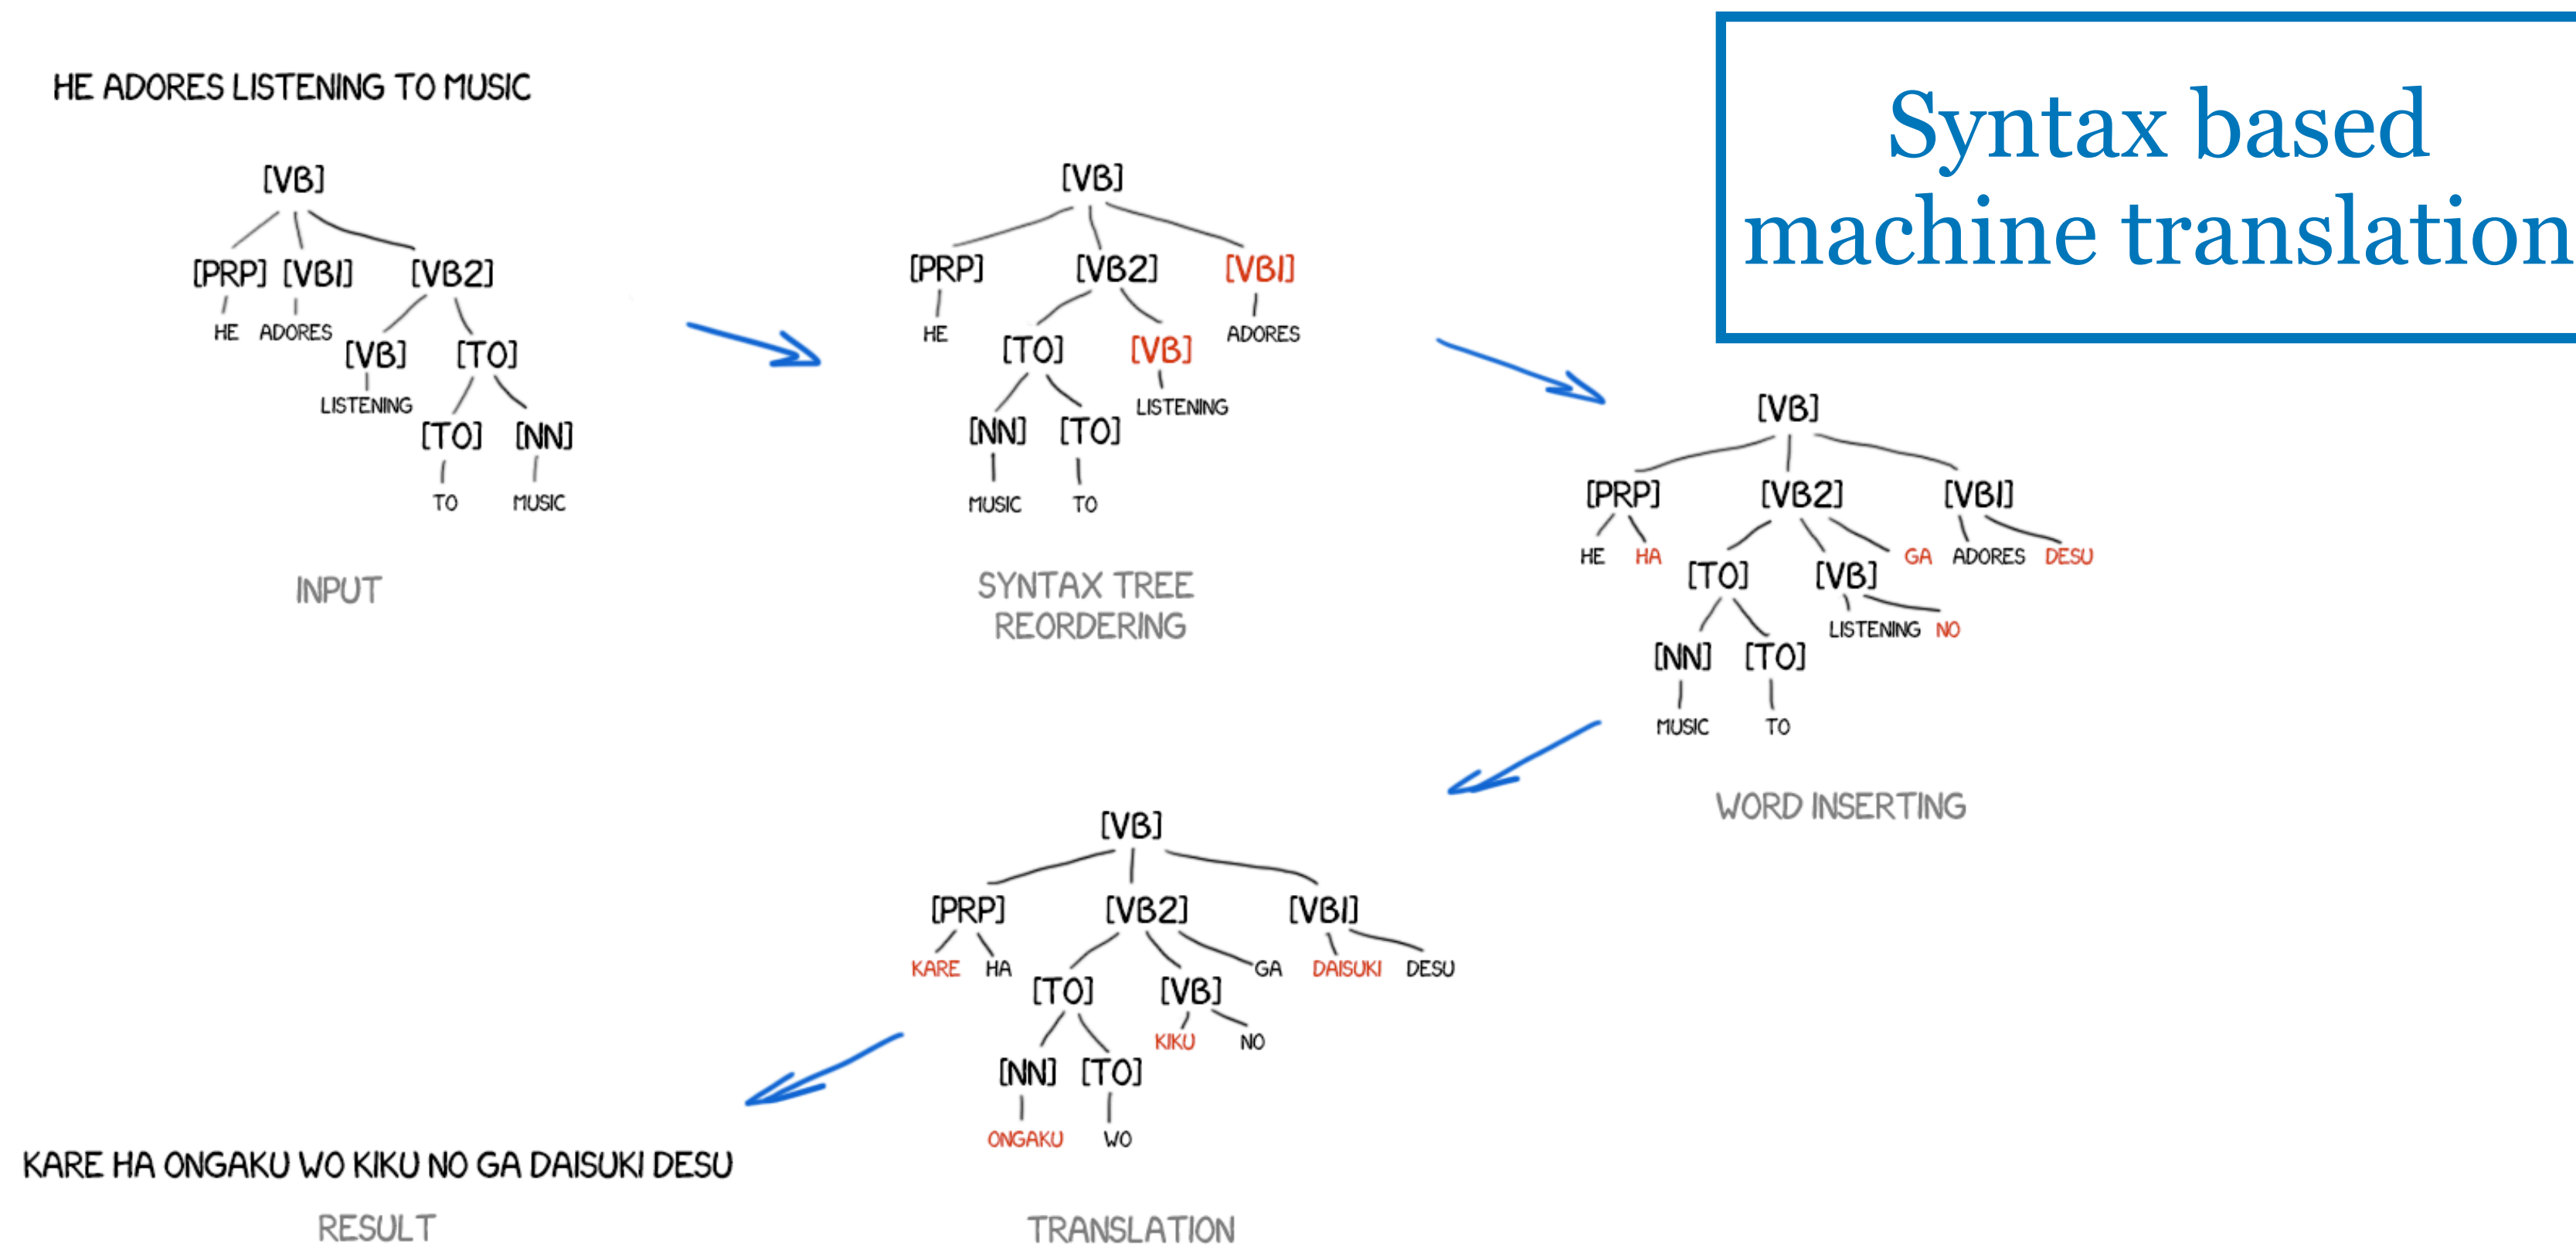 Syntax based
machine translation
HE ADORES LISTENING TO MUSIC
[VB]
[PRP] [VB1] [VB2]
HE ADORES
[VB] [TO]
LISTENING
[TO] [NN]
TO MUSIC
INPUT
[VB]
[PRP] [VB2] [VB1]
HE ADORES
[TO] [VB]
LISTENING
[NN] [TO]
MUSIC TO
SYNTAX TREE
REORDERING
[VB]
[PRP] [VB2] [VB1]
HE HA GA ADORES DESU
[TO] [VB]
LISTENING NO
[NN] [TO]
MUSIC TO
WORD INSERTING
[VB]
[PRP] [VB2] [VB1]
KARE HA GA DAISUKI DESU
[TO] [VB]
KIKU NO
[NN] [TO]
ONGAKU WO
TRANSLATION
KARE HA ONGAKU WO KIKU NO GA DAISUKI DESU
RESULT